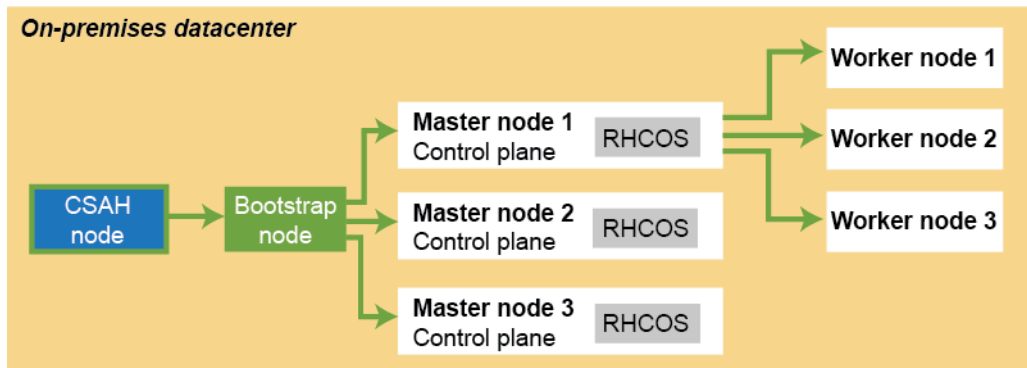 On-premises datacenter
CSAH
node
Bootstrap
node
Master node 1
Control plane
RHCOS
Master node 2
Control plane
RHCOS
Master node 3
Control plane
RHCOS
Worker node 1
Worker node 2
Worker node 3